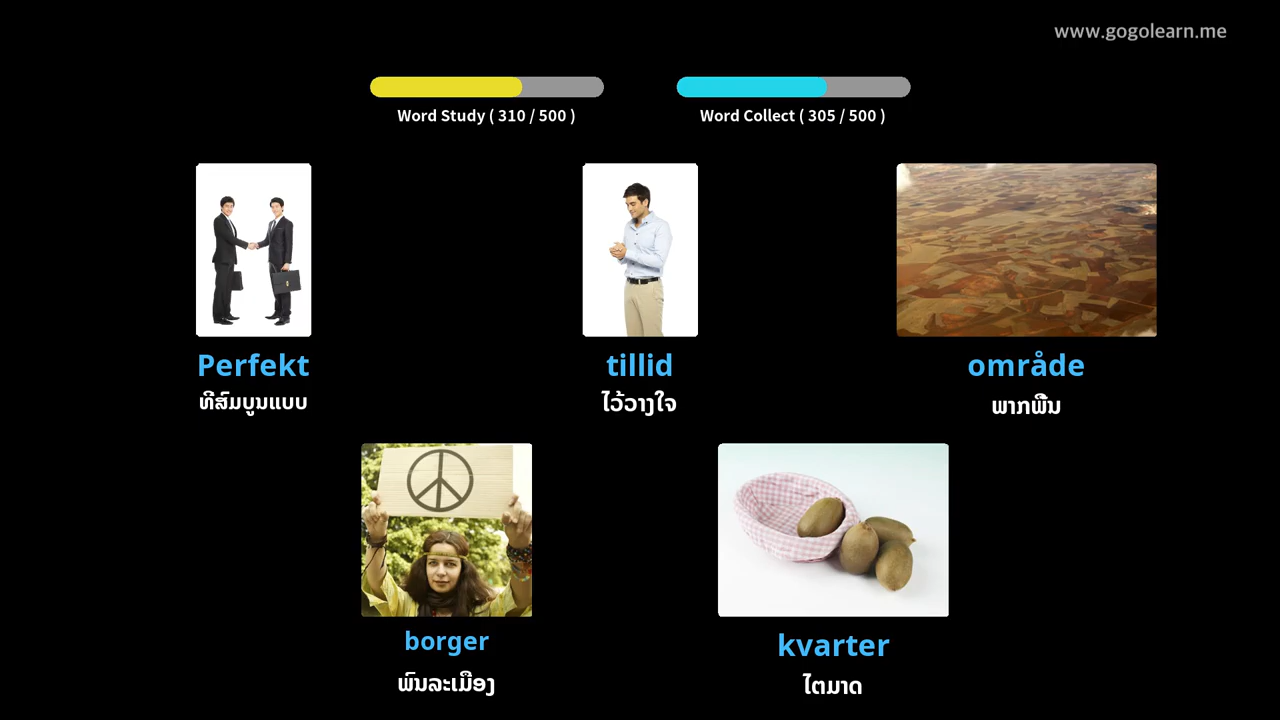 www.gogolearn.me
Word Study ( 310 / 500 )
Word Collect ( 305 / 500 )
Perfekt
ທີ່ສົມບູນແບບ
tillid
ໄວ້ວາງໃຈ
område
ພາກພື້ນ
borger
ພົນລະເມືອງ
kvarter
ໄຕມາດ